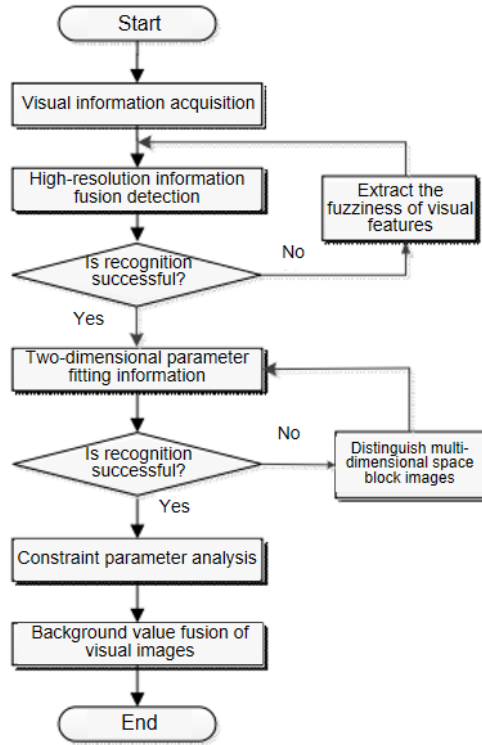 Start
Visual information acquisition
High-resolution information
fusion detection
Extract the
fuzziness of visual
features
Is recognition
successful?
No
Yes
Two-dimensional parameter
fitting information
Is recognition
successful?
No
Distinguish multi-
dimensional space
block images
Yes
Constraint parameter analysis
Background value fusion of
visual images
End